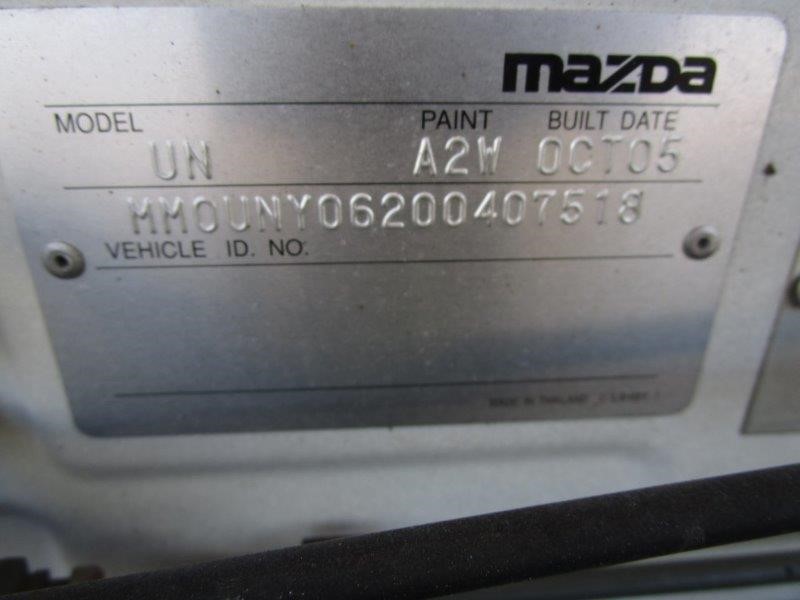 mazda
MODEL PAINT BUILT DATE
UN A2W OCT05
MM0UNY06200407518
VEHICLE ID. NO.
MADE IN THAILAND